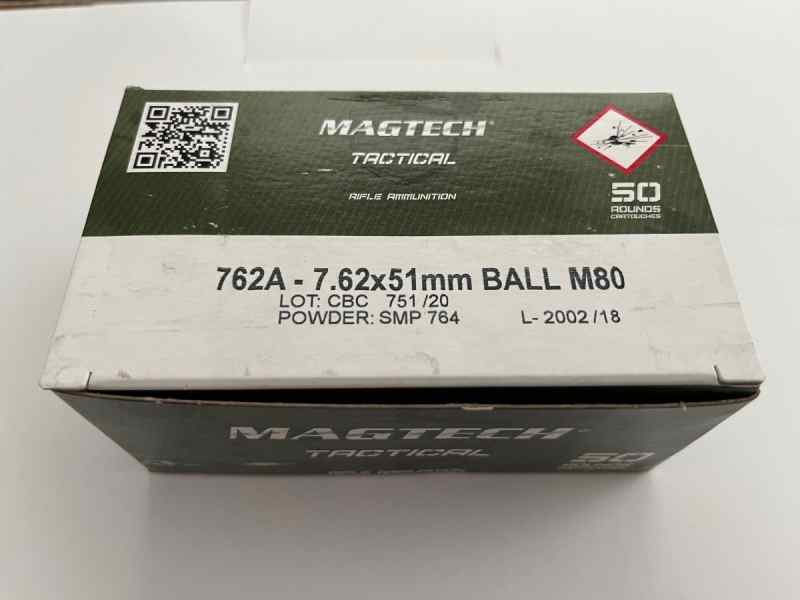 MAGTECH®
TACTICAL
RIFLE AMMUNITION
50
ROUNDS
CARTOUCHES
762A - 7.62x51mm BALL M80
LOT: CBC 751/20
POWDER: SMP 764 L- 2002/18
MAGTECH®
TACTICAL
50